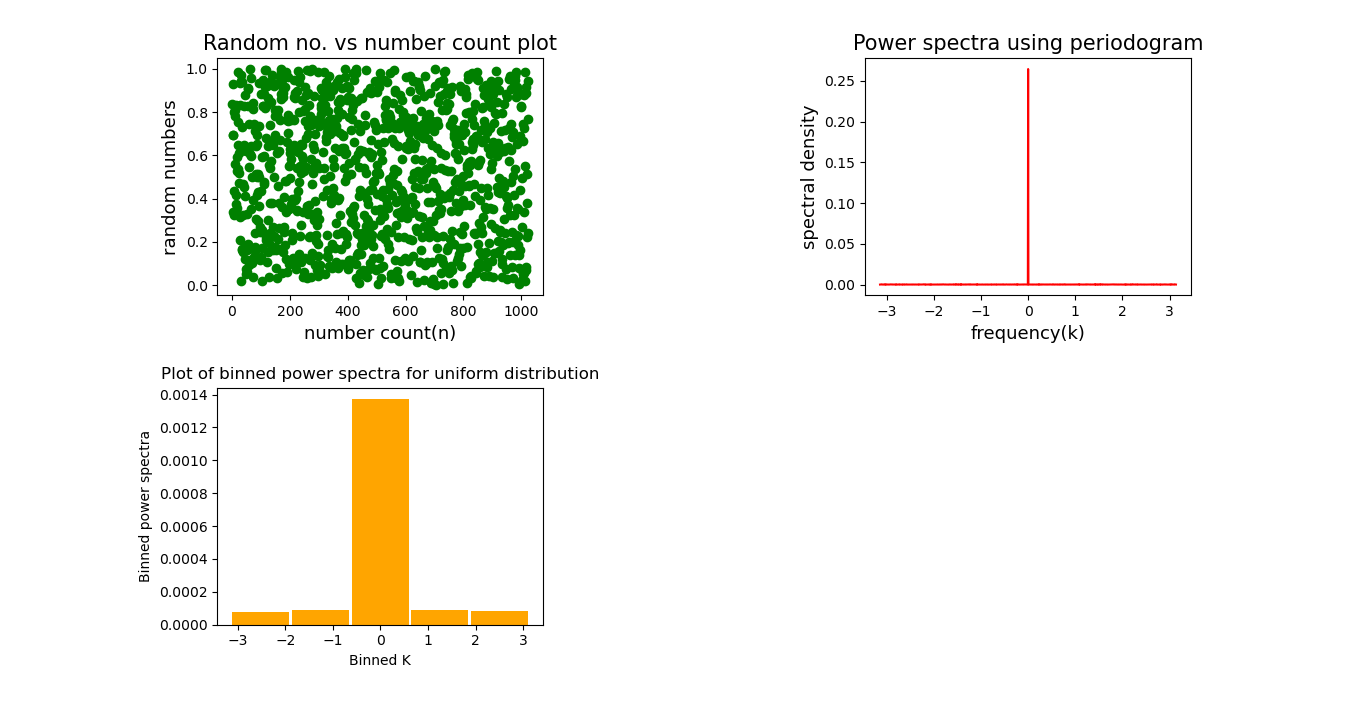 Random no. vs number count plot
random numbers
1.0
0.8
0.6
0.4
0.2
0.0
0 200 400 600 800 1000
number count(n)
Power spectra using periodogram
spectral density
0.25
0.20
0.15
0.10
0.05
0.00
−3 −2 −1 0 1 2 3
frequency(k)
Plot of binned power spectra for uniform distribution
Binned power spectra
0.0014
0.0012
0.0010
0.0008
0.0006
0.0004
0.0002
0.0000
−3 −2 −1 0 1 2 3
Binned K